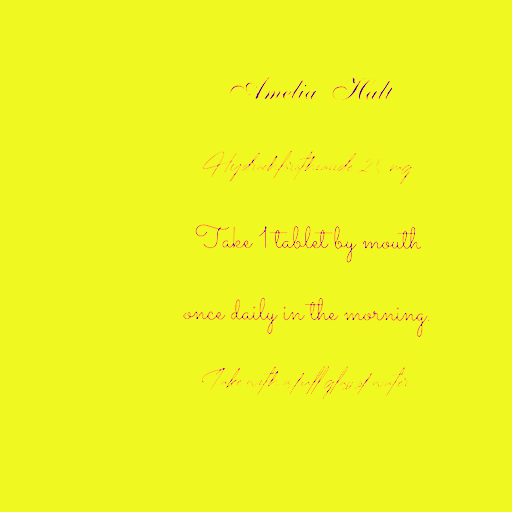 Amelia Hall
Hydrochlorothiazide 25 mg
Take 1 tablet by mouth
once daily in the morning.
Take with a full glass of water